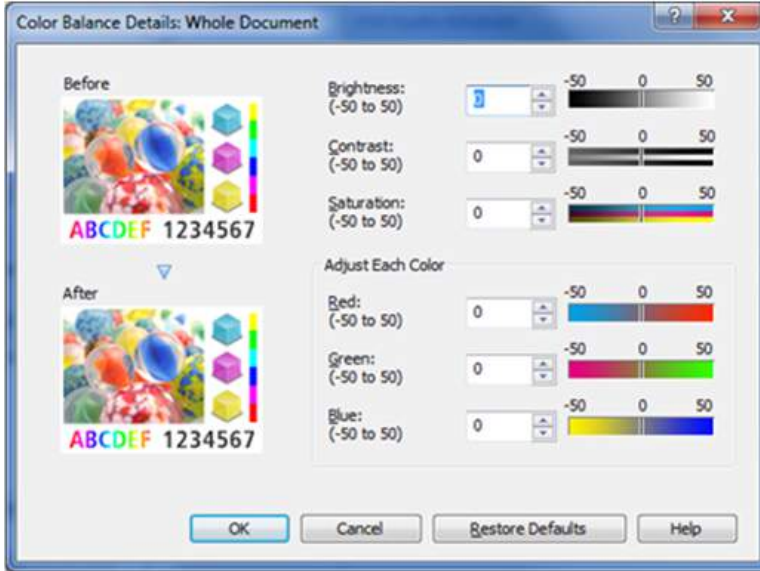 Color Balance Details: Whole Document
? X
Before
ABCDEF 1234567
After
ABCDEF 1234567
Brightness:
(-50 to 50)
0
-50 0 50
Contrast:
(-50 to 50)
0
-50 0 50
Saturation:
(-50 to 50)
0
-50 0 50
Adjust Each Color
Red:
(-50 to 50)
0
-50 0 50
Green:
(-50 to 50)
0
-50 0 50
Blue:
(-50 to 50)
0
-50 0 50
OK Cancel Restore Defaults Help